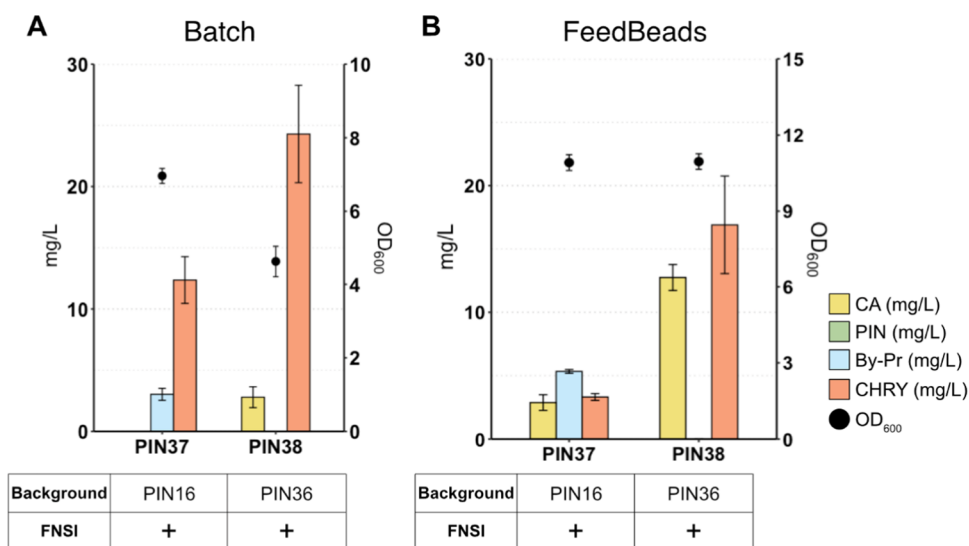 A
Batch
30
20
10
0
mg/L
10
8
6
4
2
0
OD600
PIN37 PIN38
Background PIN16 PIN36
FNSI + +
B
FeedBeads
30
20
10
0
mg/L
15
12
9
6
3
0
OD600
PIN37 PIN38
Background PIN16 PIN36
FNSI + +
CA (mg/L)
PIN (mg/L)
By-Pr (mg/L)
CHRY (mg/L)
OD600